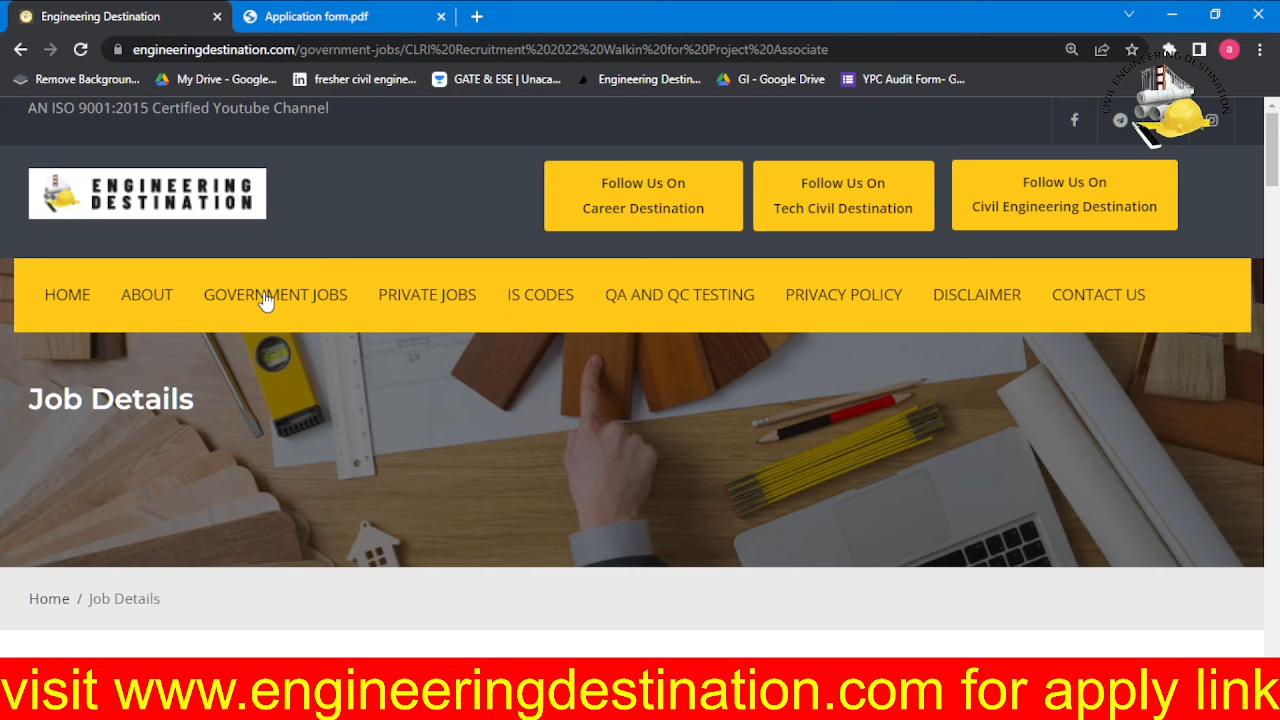 Engineering Destination
Application form.pdf
engineeringdestination.com/government-jobs/CLRI%20Recruitment%202022%20Walkin%20for%20Project%20Associate
a
Remove Backgroun...
My Drive - Google...
in fresher civil engine...
GATE & ESE | Unaca...
Engineering Destin...
GI - Google Drive
YPC Audit Form- G...
CIVIL ENGINEERING DESTINATION
AN ISO 9001:2015 Certified Youtube Channel
ENGINEERING
DESTINATION
Follow Us On
Career Destination
Follow Us On
Tech Civil Destination
Follow Us On
Civil Engineering Destination
HOME ABOUT GOVERNMENT JOBS PRIVATE JOBS IS CODES QA AND QC TESTING PRIVACY POLICY DISCLAIMER CONTACT US
Job Details
Home / Job Details
visit www.engineeringdestination.com for apply link